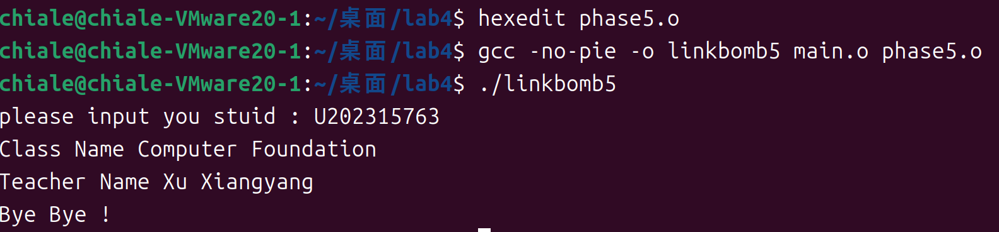 chiale@chiale-VMware20-1:~/桌面/lab4$ hexedit phase5.o
chiale@chiale-VMware20-1:~/桌面/lab4$ gcc -no-pie -o linkbomb5 main.o phase5.o
chiale@chiale-VMware20-1:~/桌面/lab4$ ./linkbomb5
please input you stuid : U202315763
Class Name Computer Foundation
Teacher Name Xu Xiangyang
Bye Bye !